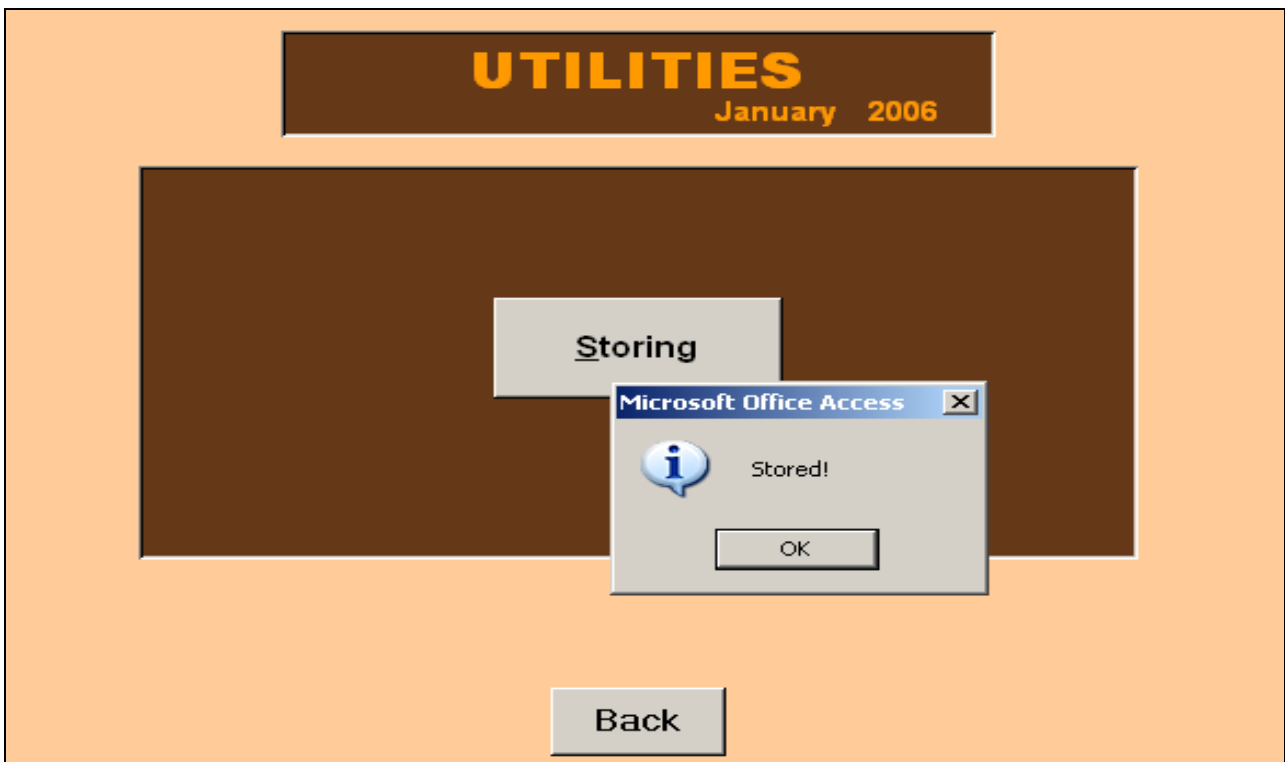 UTILITIES
January 2006
Storing
Microsoft Office Access
Stored!
OK
Back